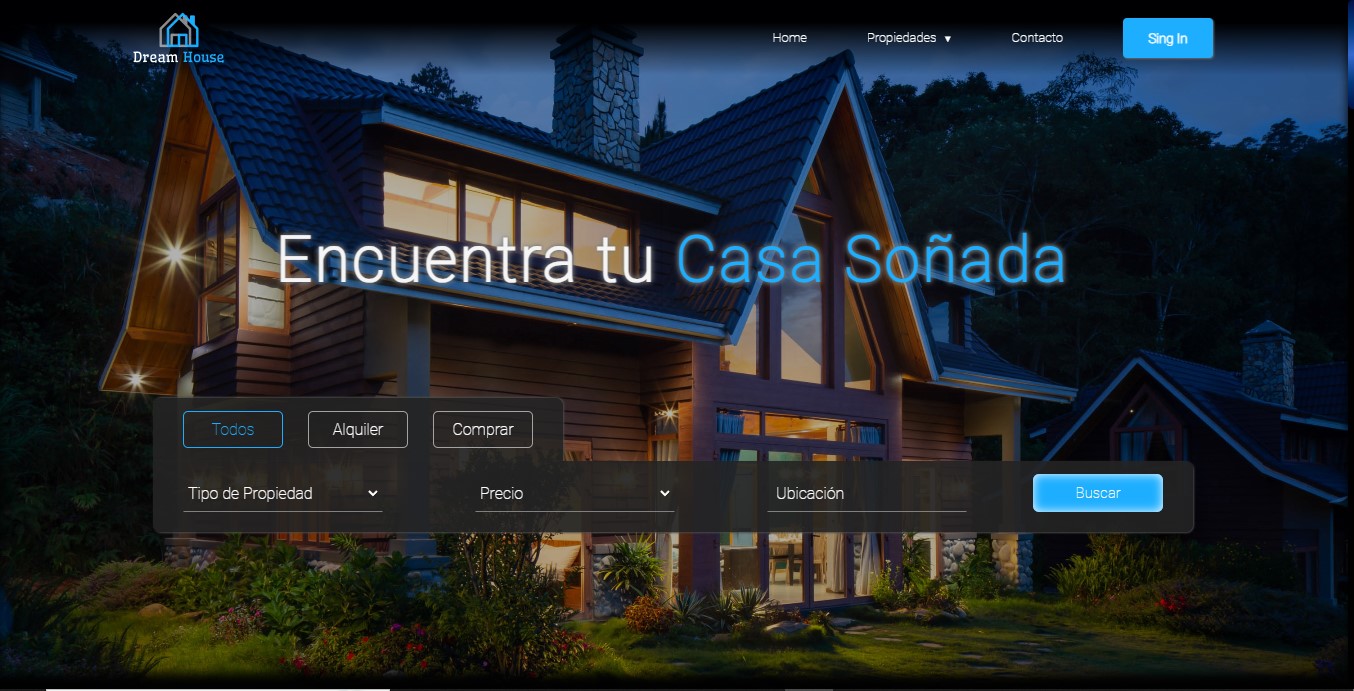 Dream House
Home
Propiedades ▾
Contacto
Sing In
Encuentra tu Casa Soñada
Todos
Alquiler
Comprar
Tipo de Propiedad
Precio
Ubicación
Buscar